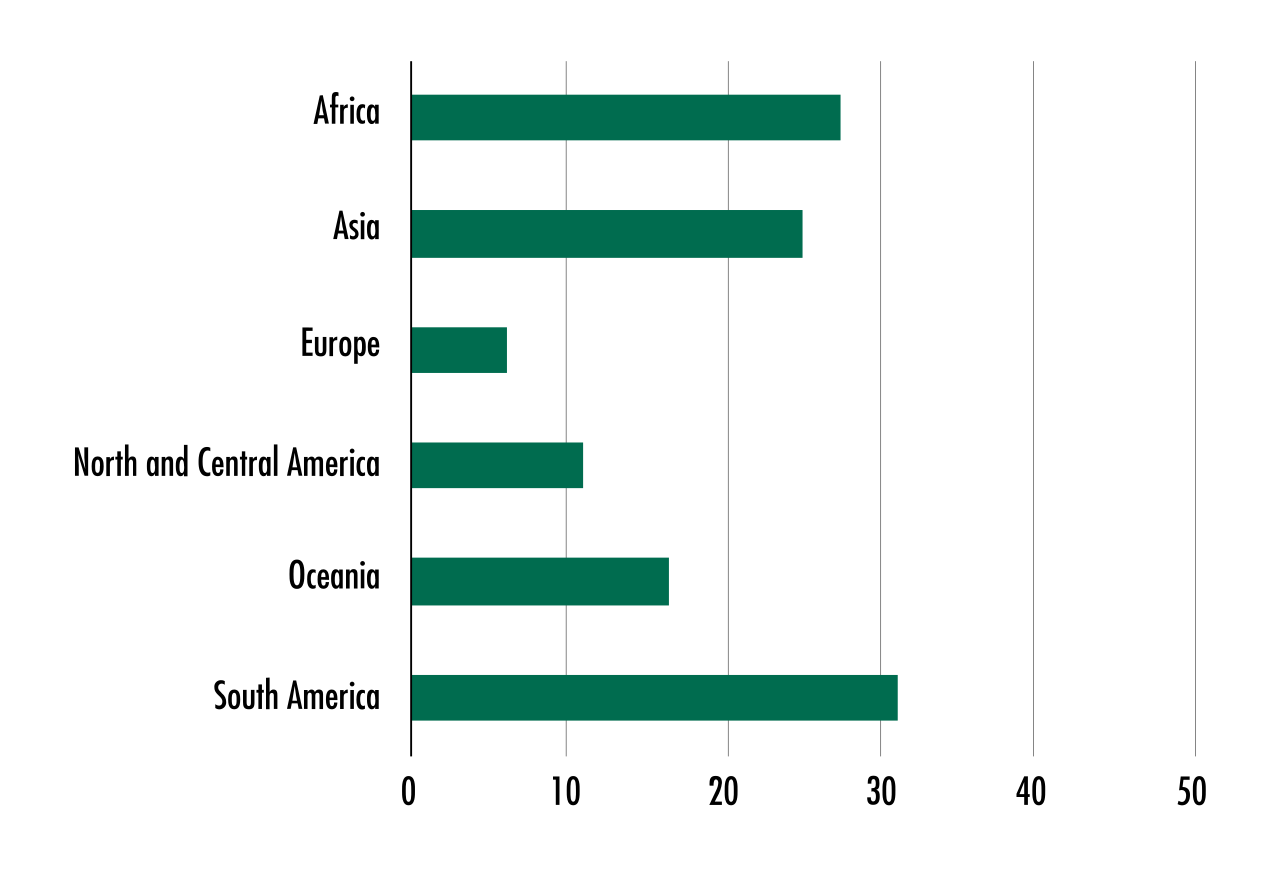 Africa
Asia
Europe
North and Central America
Oceania
South America
0 10 20 30 40 50